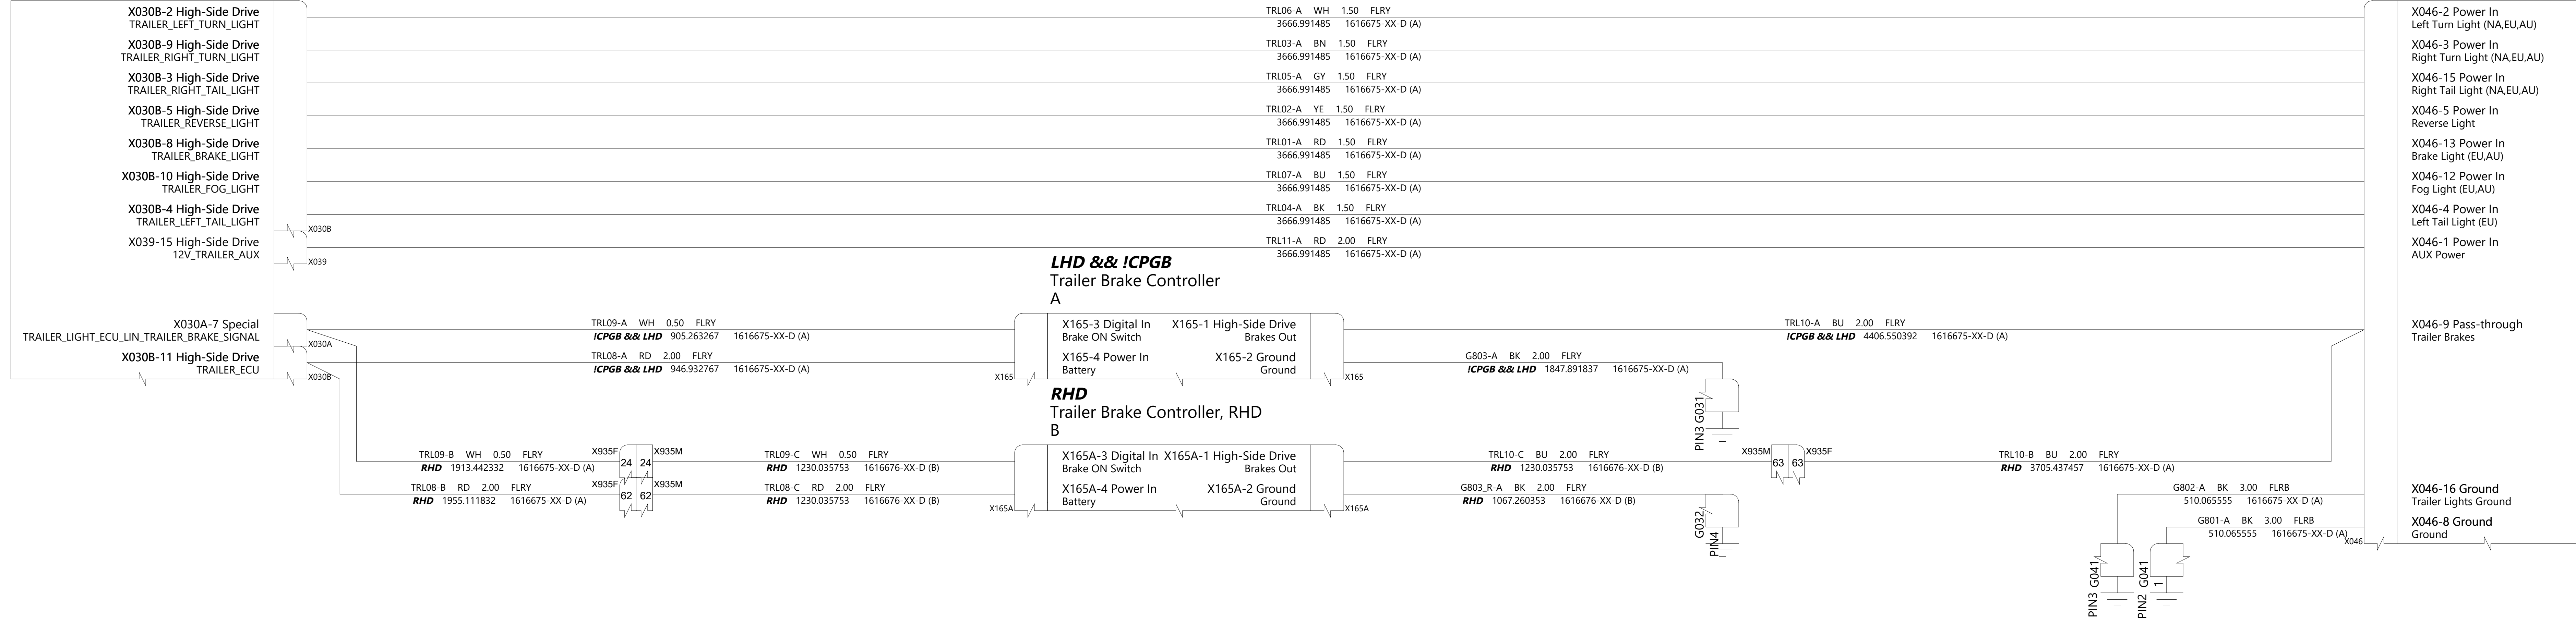 X030B-2 High-Side Drive
TRAILER_LEFT_TURN_LIGHT
TRL06-A WH 1.50 FLRY
3666.991485 1616675-XX-D (A)
X046-2 Power In
Left Turn Light (NA,EU,AU)
X030B-9 High-Side Drive
TRAILER_RIGHT_TURN_LIGHT
TRL03-A BN 1.50 FLRY
3666.991485 1616675-XX-D (A)
X046-3 Power In
Right Turn Light (NA,EU,AU)
X030B-3 High-Side Drive
TRAILER_RIGHT_TAIL_LIGHT
TRL05-A GY 1.50 FLRY
3666.991485 1616675-XX-D (A)
X046-15 Power In
Right Tail Light (NA,EU,AU)
X030B-5 High-Side Drive
TRAILER_REVERSE_LIGHT
TRL02-A YE 1.50 FLRY
3666.991485 1616675-XX-D (A)
X046-5 Power In
Reverse Light
X030B-8 High-Side Drive
TRAILER_BRAKE_LIGHT
TRL01-A RD 1.50 FLRY
3666.991485 1616675-XX-D (A)
X046-13 Power In
Brake Light (EU,AU)
X030B-10 High-Side Drive
TRAILER_FOG_LIGHT
TRL07-A BU 1.50 FLRY
3666.991485 1616675-XX-D (A)
X046-12 Power In
Fog Light (EU,AU)
X030B-4 High-Side Drive
TRAILER_LEFT_TAIL_LIGHT
X030B
TRL04-A BK 1.50 FLRY
3666.991485 1616675-XX-D (A)
X046-4 Power In
Left Tail Light (EU)
X039-15 High-Side Drive
12V_TRAILER_AUX
X039
TRL11-A RD 2.00 FLRY
3666.991485 1616675-XX-D (A)
X046-1 Power In
AUX Power
LHD && !CPGB
Trailer Brake Controller
A
X030A-7 Special
TRAILER_LIGHT_ECU_LIN_TRAILER_BRAKE_SIGNAL
X030A
TRL09-A WH 0.50 FLRY
!CPGB && LHD 905.263267 1616675-XX-D (A)
X165-3 Digital In
Brake ON Switch
X165-1 High-Side Drive
Brakes Out
TRL10-A BU 2.00 FLRY
!CPGB && LHD 4406.550392 1616675-XX-D (A)
X046-9 Pass-through
Trailer Brakes
X030B-11 High-Side Drive
TRAILER_ECU
X030B
TRL08-A RD 2.00 FLRY
!CPGB && LHD 946.932767 1616675-XX-D (A)
X165
X165-4 Power In
Battery
X165-2 Ground
Ground
X165
G803-A BK 2.00 FLRY
!CPGB && LHD 1847.891837 1616675-XX-D (A)
PIN3 G031
RHD
Trailer Brake Controller, RHD
B
TRL09-B WH 0.50 FLRY
RHD 1913.442332 1616675-XX-D (A)
X935F
24 24
X935M
TRL09-C WH 0.50 FLRY
RHD 1230.035753 1616676-XX-D (B)
X165A-3 Digital In
Brake ON Switch
X165A-1 High-Side Drive
Brakes Out
TRL10-C BU 2.00 FLRY
RHD 1230.035753 1616676-XX-D (B)
X935M
63 63
X935F
TRL10-B BU 2.00 FLRY
RHD 3705.437457 1616675-XX-D (A)
TRL08-B RD 2.00 FLRY
RHD 1955.111832 1616675-XX-D (A)
X935F
62 62
X935M
TRL08-C RD 2.00 FLRY
RHD 1230.035753 1616676-XX-D (B)
X165A
X165A-4 Power In
Battery
X165A-2 Ground
Ground
X165A
G803_R-A BK 2.00 FLRY
RHD 1067.260353 1616676-XX-D (B)
G032
PIN4
G802-A BK 3.00 FLRB
510.065555 1616675-XX-D (A)
X046-16 Ground
Trailer Lights Ground
G801-A BK 3.00 FLRB
510.065555 1616675-XX-D (A)
X046
X046-8 Ground
Ground
PIN3 G041
PIN2 G041
1